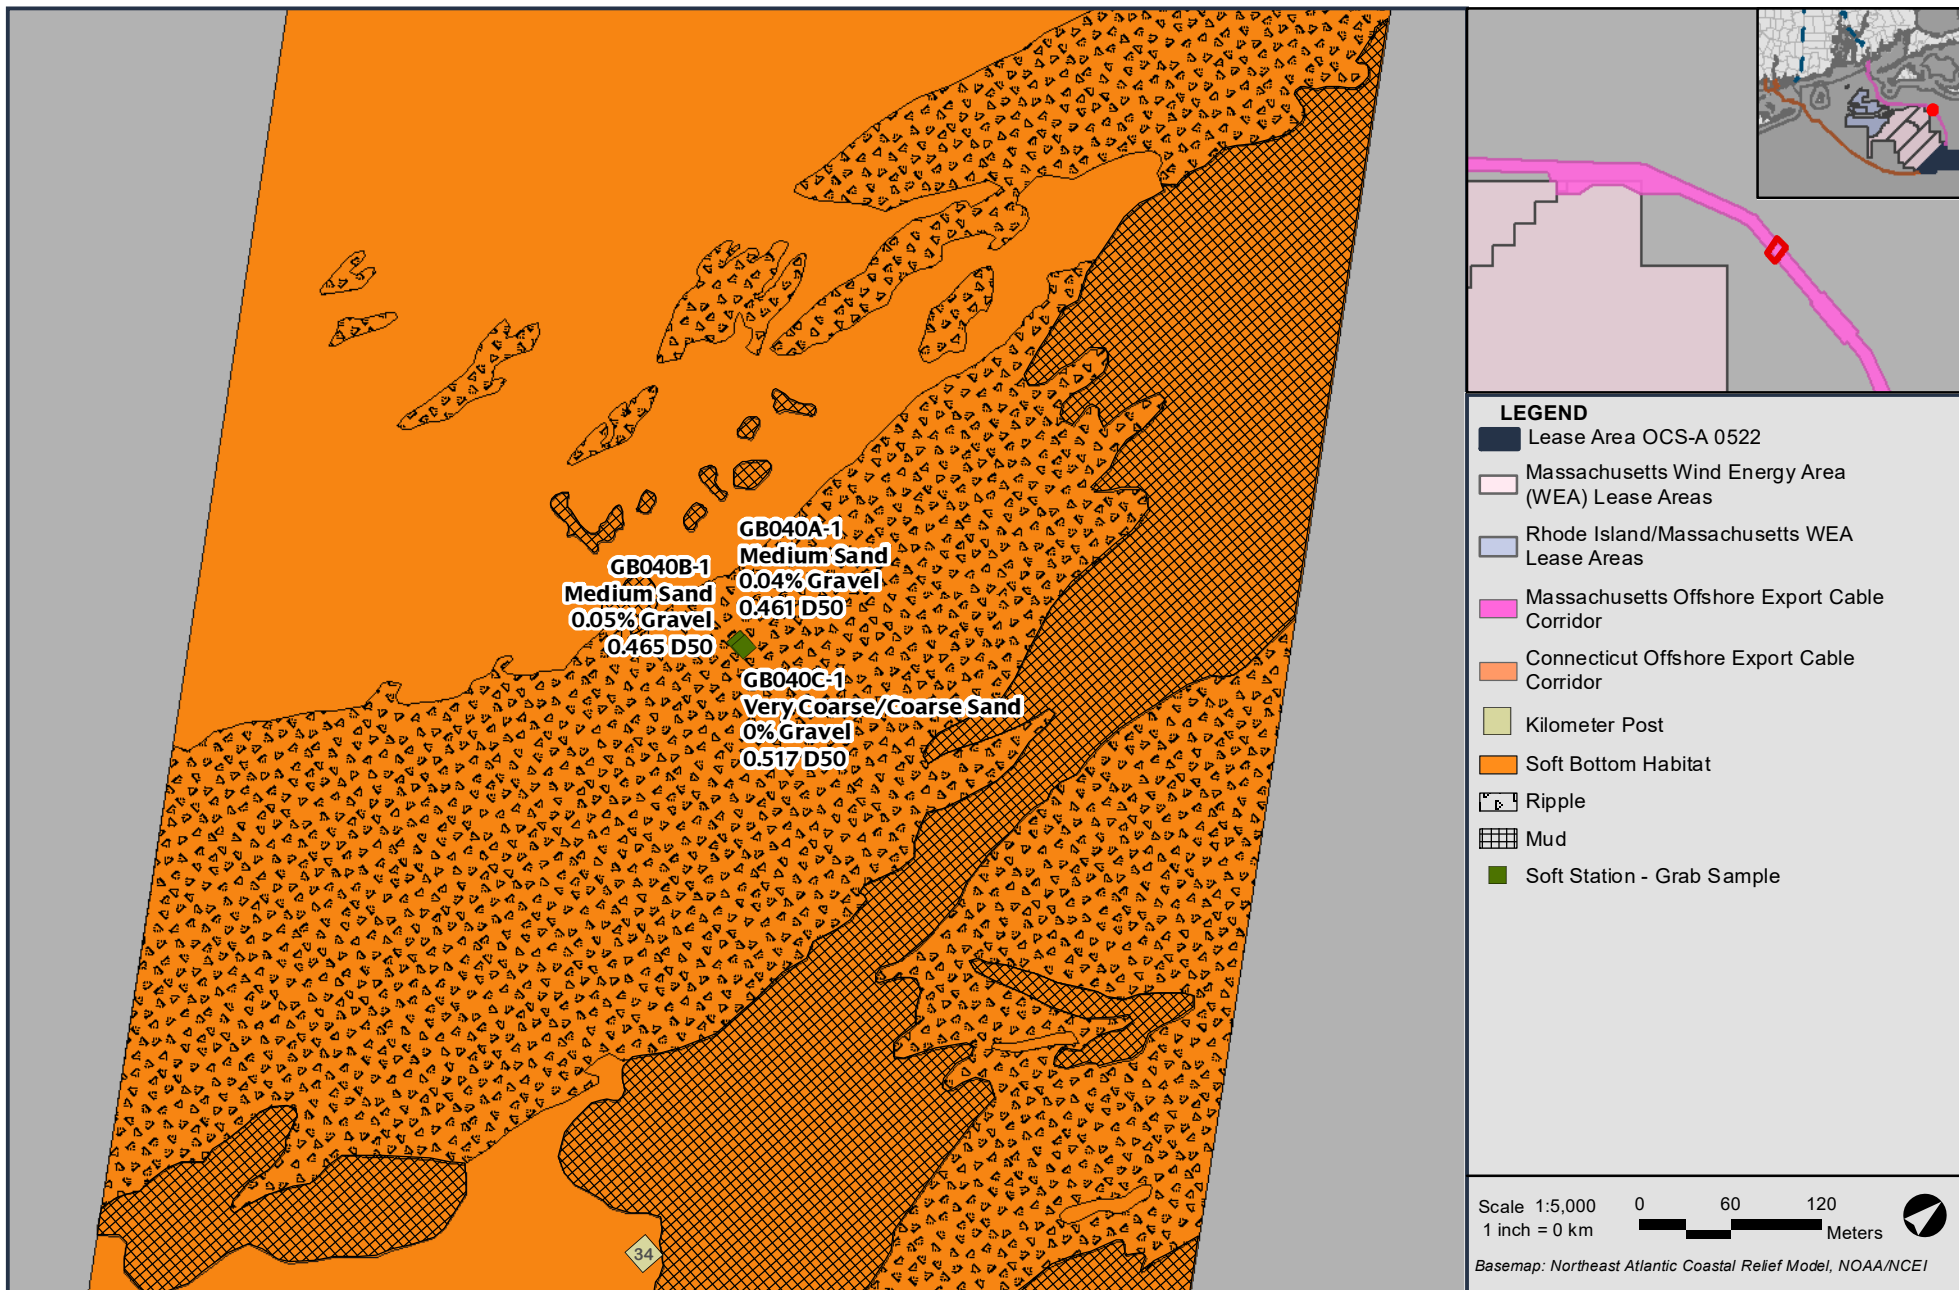 GB040A-1
Medium Sand
0.04% Gravel
0.461 D50
GB040B-1
Medium Sand
0.05% Gravel
0.465 D50
GB040C-1
Very Coarse/Coarse Sand
0% Gravel
0.517 D50
34
LEGEND
Lease Area OCS-A 0522
Massachusetts Wind Energy Area
(WEA) Lease Areas
Rhode Island/Massachusetts WEA
Lease Areas
Massachusetts Offshore Export Cable
Corridor
Connecticut Offshore Export Cable
Corridor
Kilometer Post
Soft Bottom Habitat
Ripple
Mud
Soft Station - Grab Sample
Scale 1:5,000
1 inch = 0 km
0 60 120
Meters
Basemap: Northeast Atlantic Coastal Relief Model, NOAA/NCEI